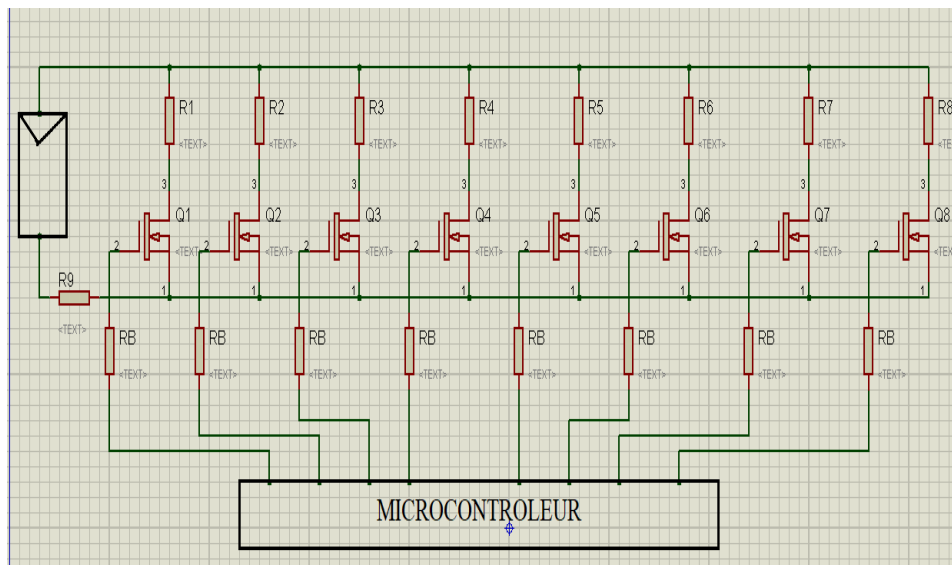 R1 R2 R3 R4 R5 R6 R7 R8
<TEXT> <TEXT> <TEXT> <TEXT> <TEXT> <TEXT> <TEXT> <TE
3 3 3 3 3 3 3 3
Q1 Q2 Q3 Q4 Q5 Q6 Q7 Q8
2 <TEXT> 2 <TEXT> 2 <TEXT> 2 <TEXT> 2 <TEXT> 2 <TEXT> 2 <TEXT> 2 <TEXT>
R9 1 1 1 1 1 1 1 1
<TEXT>
RB RB RB RB RB RB RB RB
<TEXT> <TEXT> <TEXT> <TEXT> <TEXT> <TEXT> <TEXT> <TEXT>
MICROCONTROLEUR